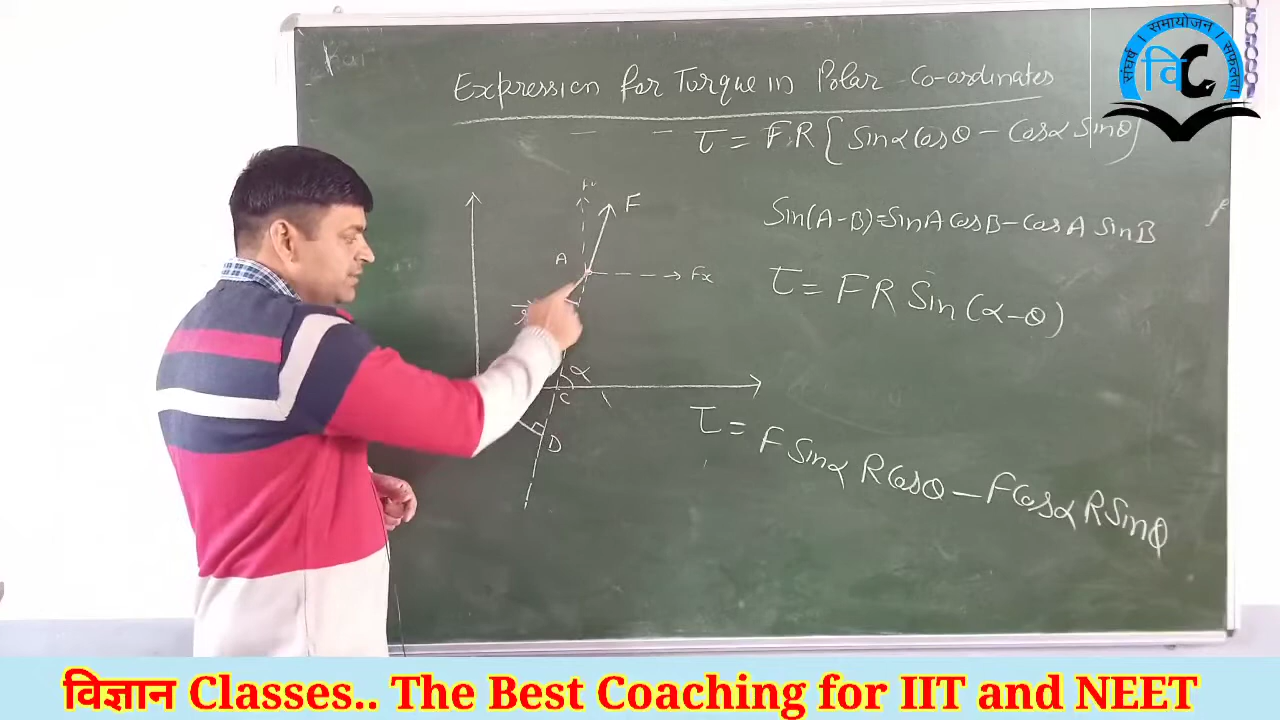 Expression for Torque in Polar Co-ordinates
τ = FR{Sinα Cosθ - Cosα Sinθ}
Sin(A-B)=SinA CosB-CosA SinB
τ = FR Sin(α-θ)
F
A
Fx
α
C
D
τ = F Sinα R Cosθ - F Cosα R Sinθ
संघर्ष । समायोजन । सफलता
वि C
विज्ञान Classes.. The Best Coaching for IIT and NEET